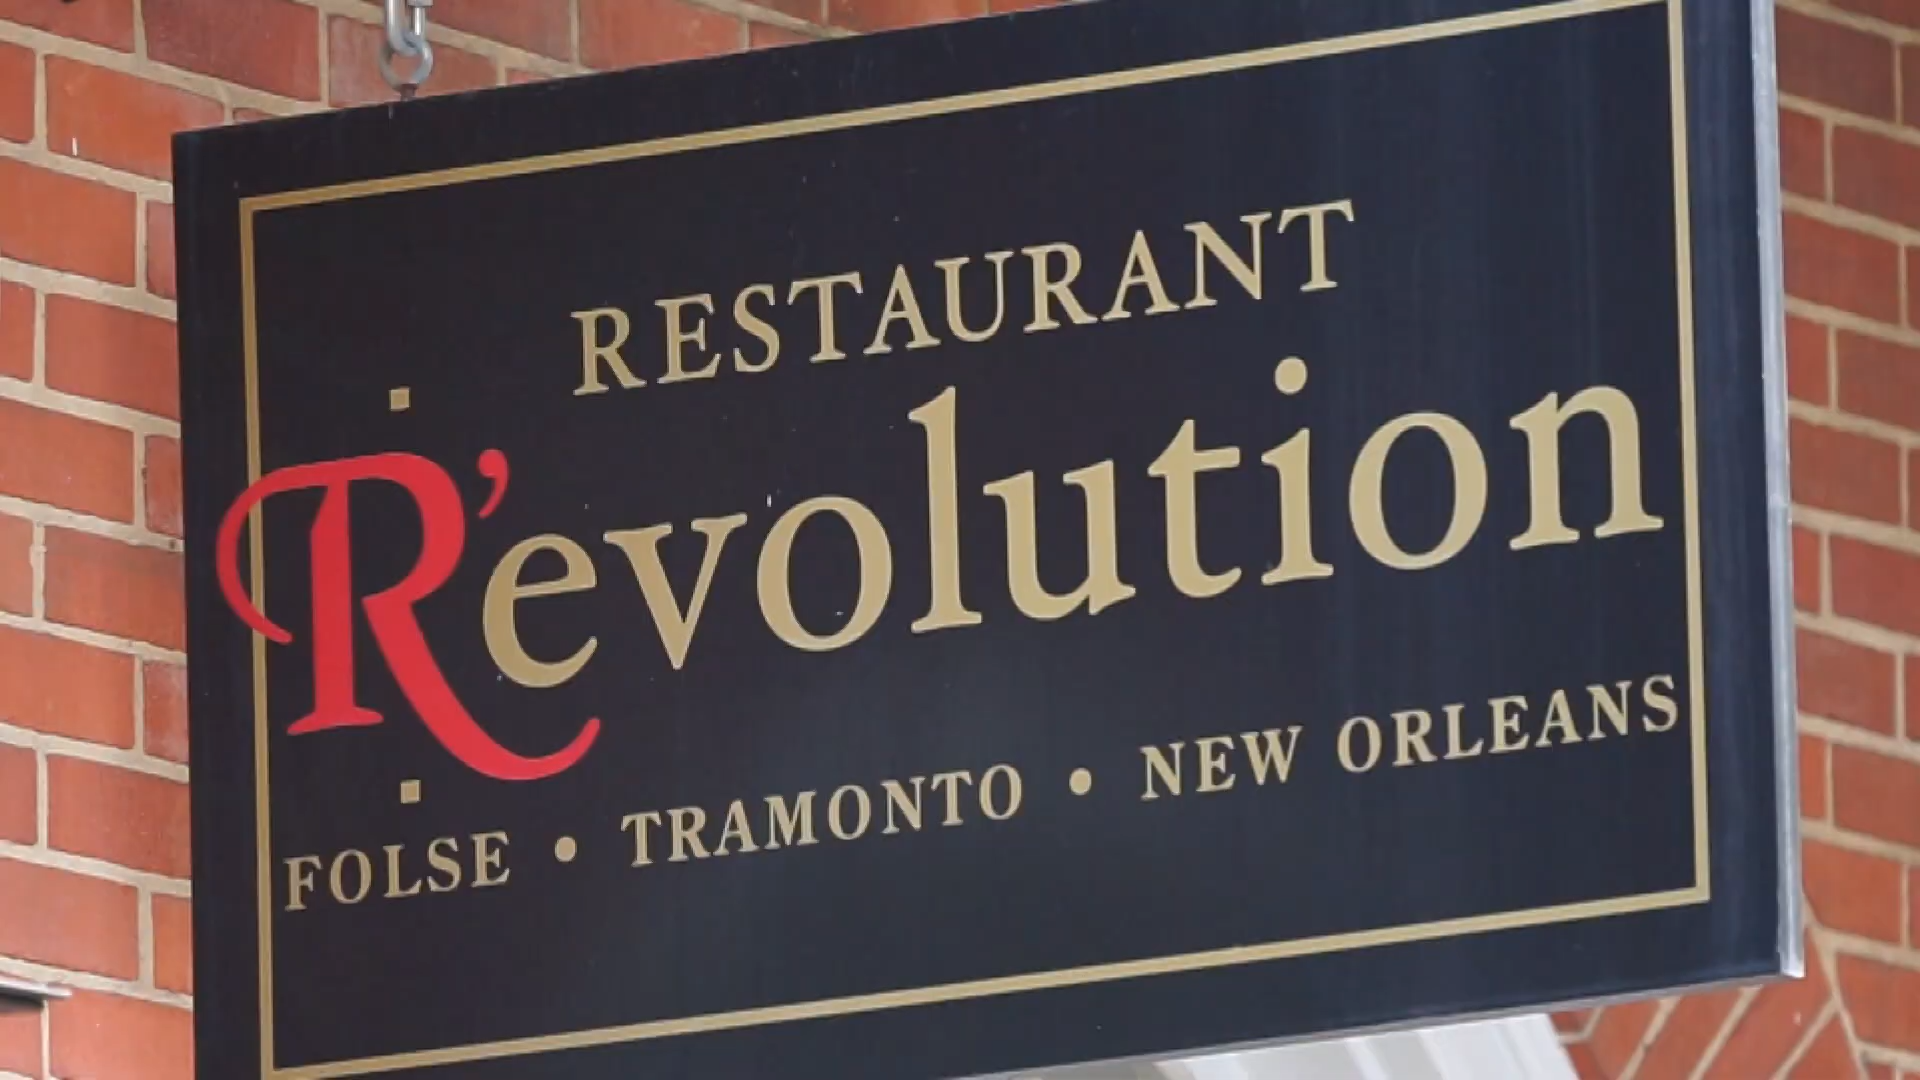 RESTAURANT
R'evolution
FOLSE • TRAMONTO • NEW ORLEANS